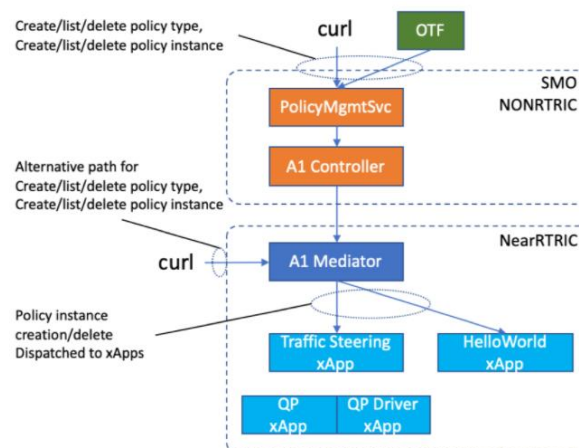 Create/list/delete policy type,
Create/list/delete policy instance
curl
OTF
SMO
NONRTRIC
PolicyMgmtSvc
A1 Controller
Alternative path for
Create/list/delete policy type,
Create/list/delete policy instance
NearRTRIC
curl
A1 Mediator
Policy instance
creation/delete
Dispatched to xApps
Traffic Steering
xApp
HelloWorld
xApp
QP
xApp
QP Driver
xApp